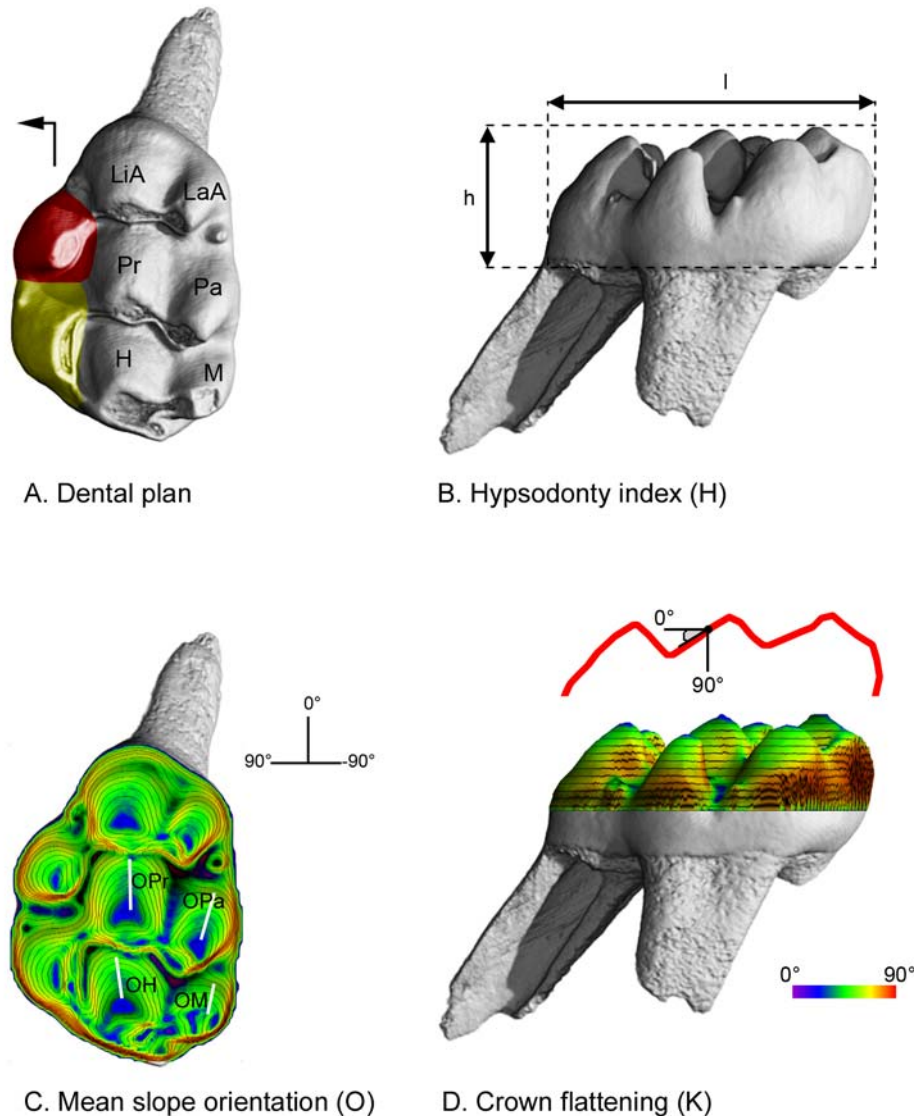 LiA
LaA
Pr
Pa
H
M
A. Dental plan
l
h
B. Hypsodonty index (H)
0°
90°
-90°
OPr
OPa
OH
OM
C. Mean slope orientation (O)
0°
90°
0°
90°
D. Crown flattening (K)